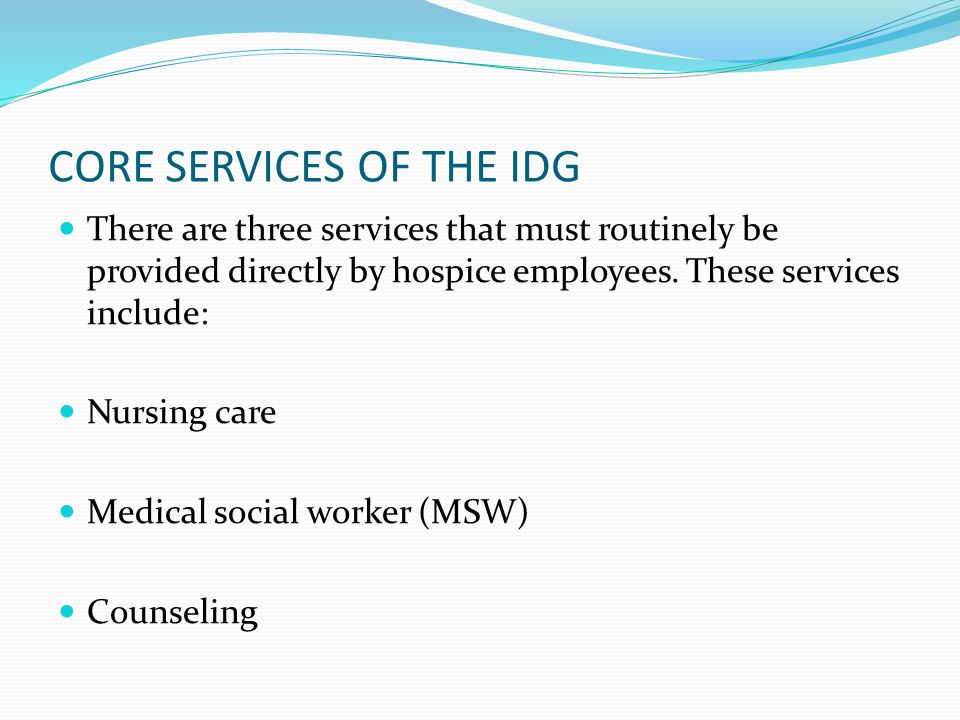 CORE SERVICES OF THE IDG
There are three services that must routinely be
provided directly by hospice employees. These services
include:
Nursing care
Medical social worker (MSW)
Counseling